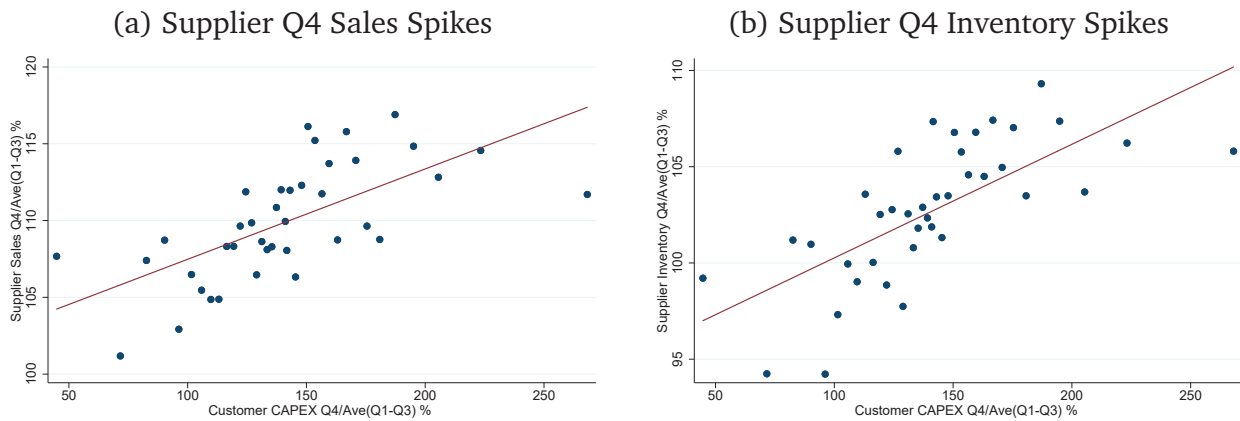 (a) Supplier Q4 Sales Spikes
Supplier Sales Q4/Ave(Q1-Q3) %
120
115
110
105
100
50 100 150 200 250
Customer CAPEX Q4/Ave(Q1-Q3) %
(b) Supplier Q4 Inventory Spikes
Supplier Inventory Q4/Ave(Q1-Q3) %
110
105
100
95
50 100 150 200 250
Customer CAPEX Q4/Ave(Q1-Q3) %